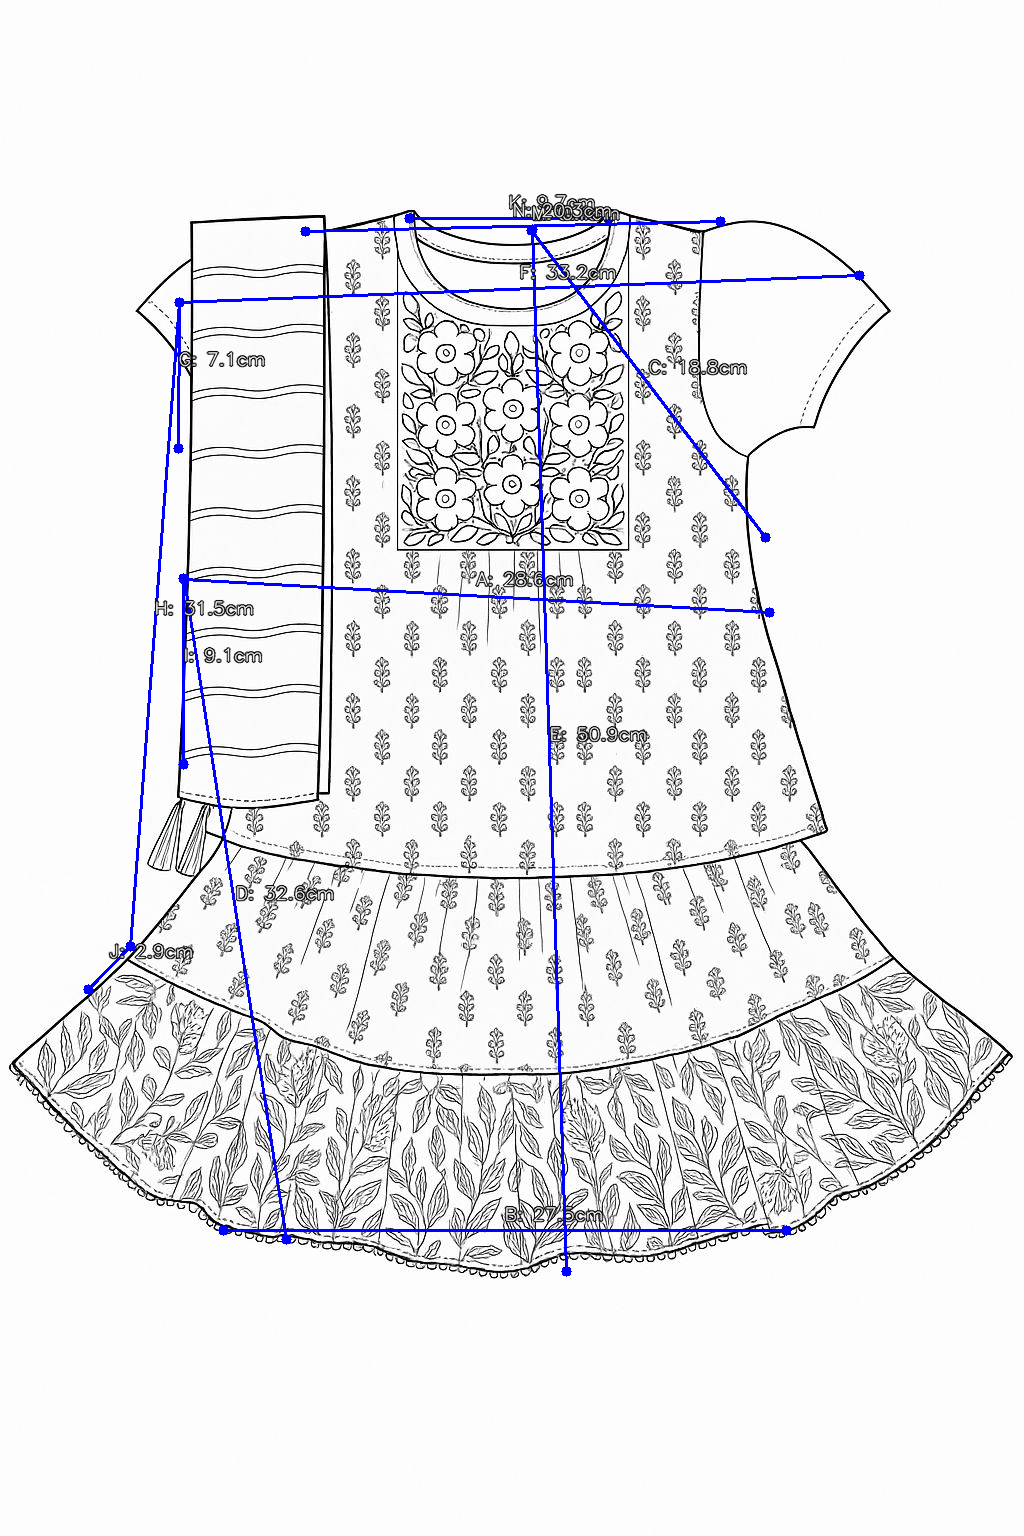 K: 9.7cm
N: 20.3cm
F: 33.2cm
G: 7.1cm
C: 18.8cm
A: 28.6cm
H: 31.5cm
I: 9.1cm
E: 50.9cm
D: 32.6cm
J: 2.9cm
B: 27.5cm